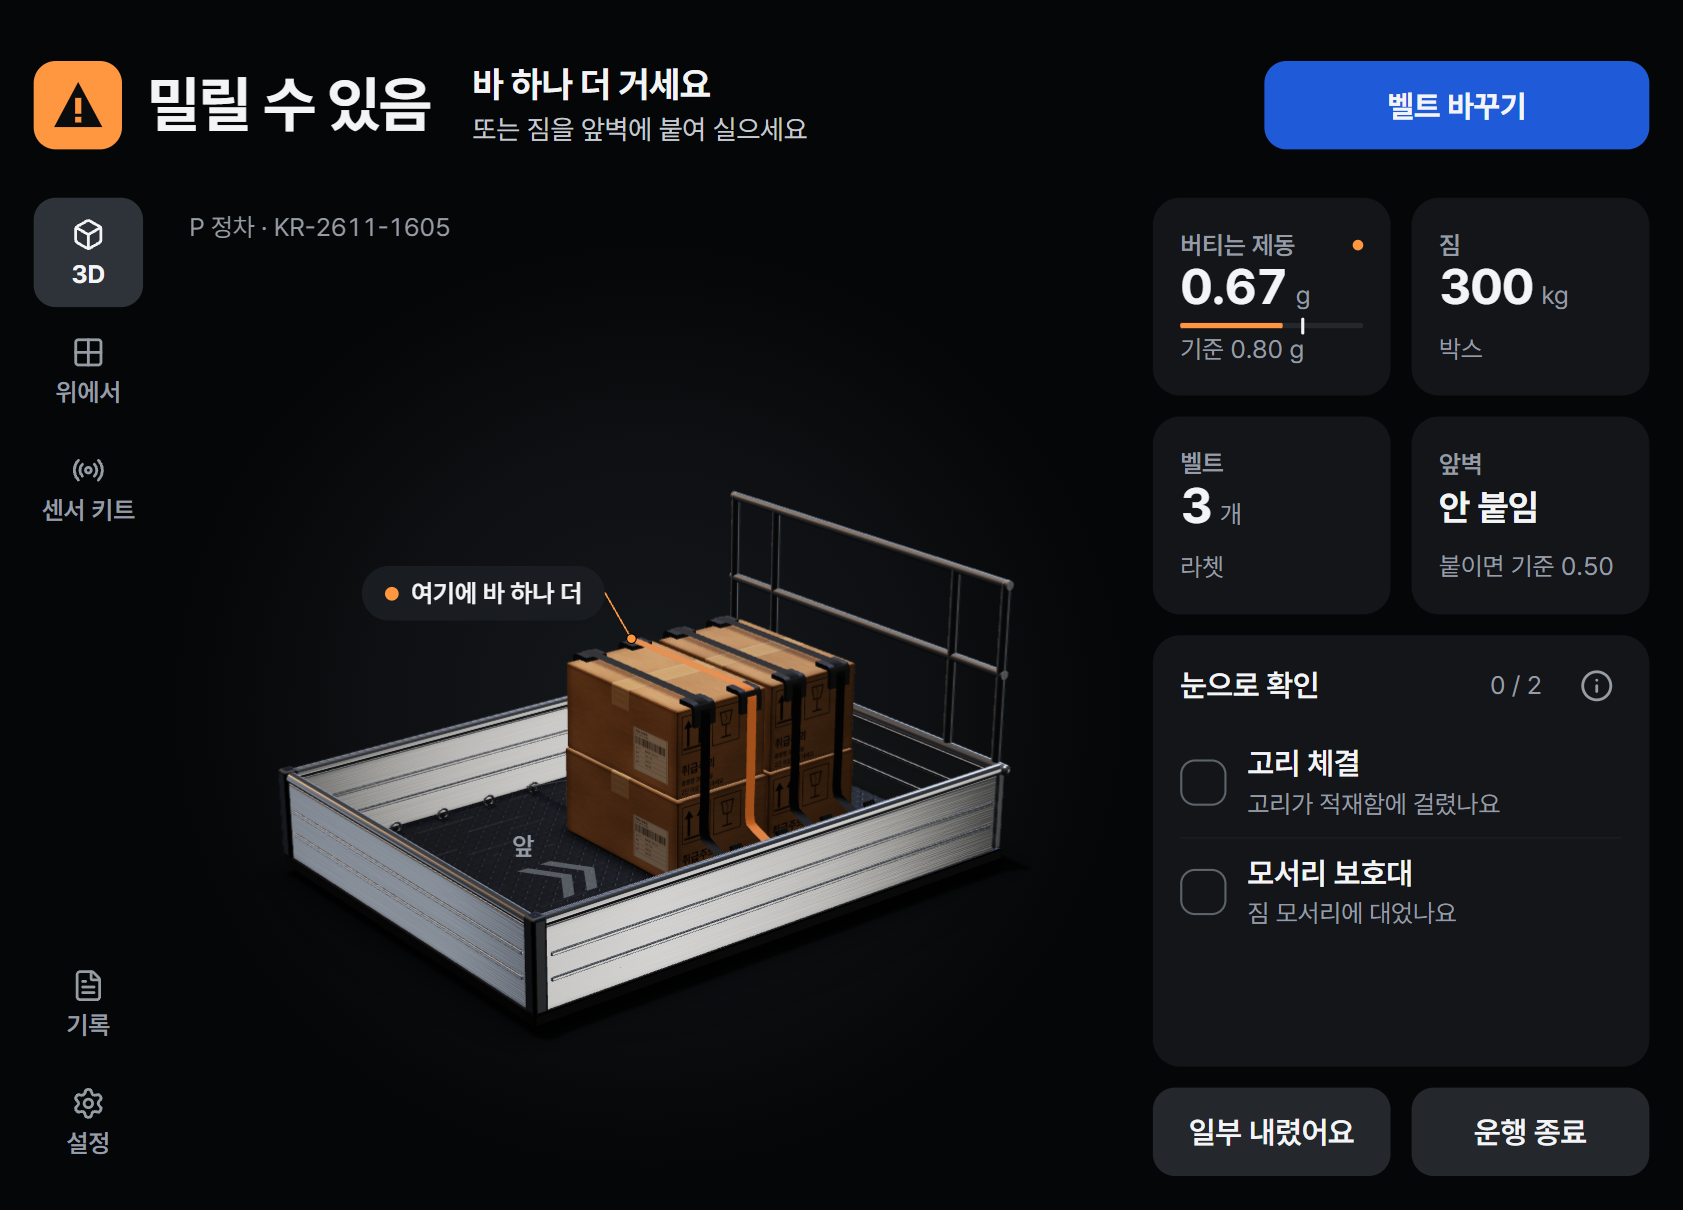 밀릴 수 있음
바 하나 더 거세요
또는 짐을 앞벽에 붙여 실으세요
벨트 바꾸기
3D
위에서
센서 키트
기록
설정
P 정차 · KR-2611-1605
여기에 바 하나 더
앞
버티는 제동
0.67 g
기준 0.80 g
짐
300 kg
박스
벨트
3 개
라쳇
앞벽
안 붙임
붙이면 기준 0.50
눈으로 확인
0 / 2
고리 체결
고리가 적재함에 걸렸나요
모서리 보호대
짐 모서리에 대었나요
일부 내렸어요
운행 종료